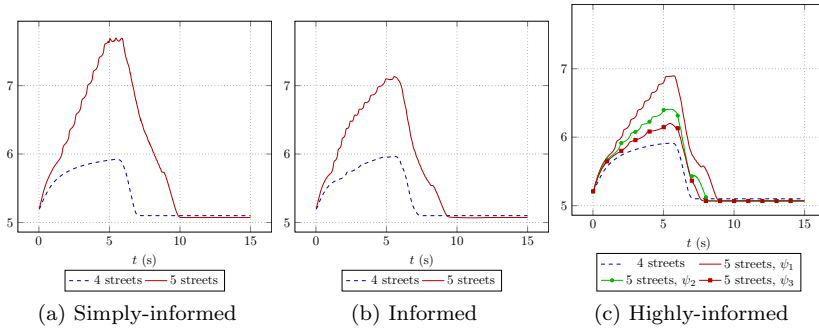 7
6
5
0
5
10
15
t (s)
4 streets
5 streets
(a) Simply-informed
7
6
5
0
5
10
15
t (s)
4 streets
5 streets
(b) Informed
7
6
5
0
5
10
15
t (s)
4 streets
5 streets, ψ1
5 streets, ψ2
5 streets, ψ3
(c) Highly-informed